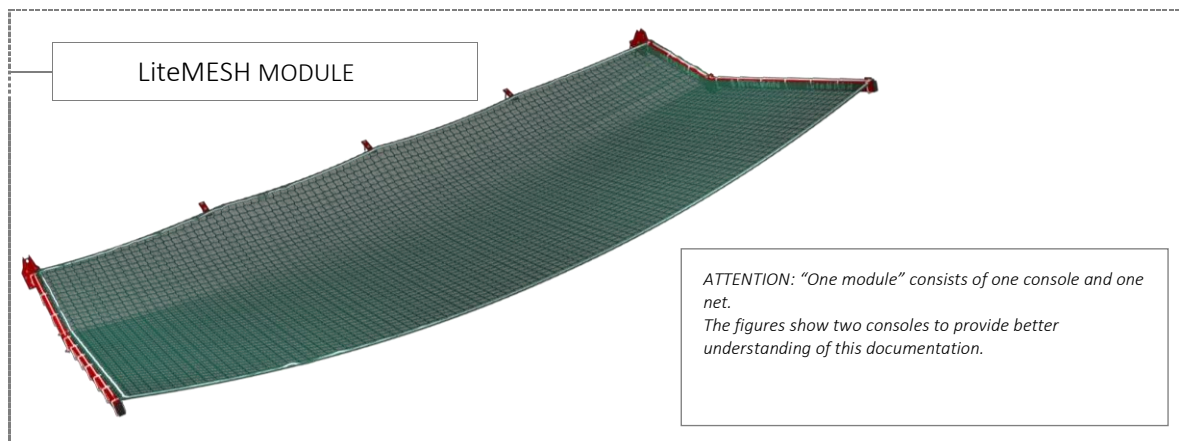 LiteMESH MODULE
ATTENTION: “One module” consists of one console and one
net.
The figures show two consoles to provide better
understanding of this documentation.